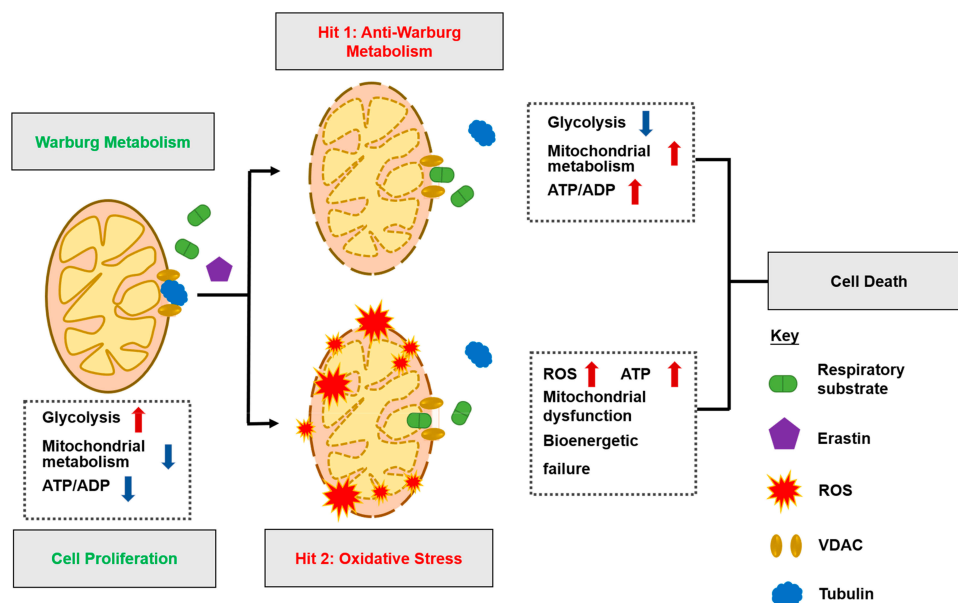 Hit 1: Anti-Warburg
Metabolism
Warburg Metabolism
Glycolysis
Mitochondrial
metabolism
ATP/ADP
Cell Proliferation
Hit 2: Oxidative Stress
Glycolysis
Mitochondrial
metabolism
ATP/ADP
ROS ATP
Mitochondrial
dysfunction
Bioenergetic
failure
Cell Death
Key
Respiratory
substrate
Erastin
ROS
VDAC
Tubulin